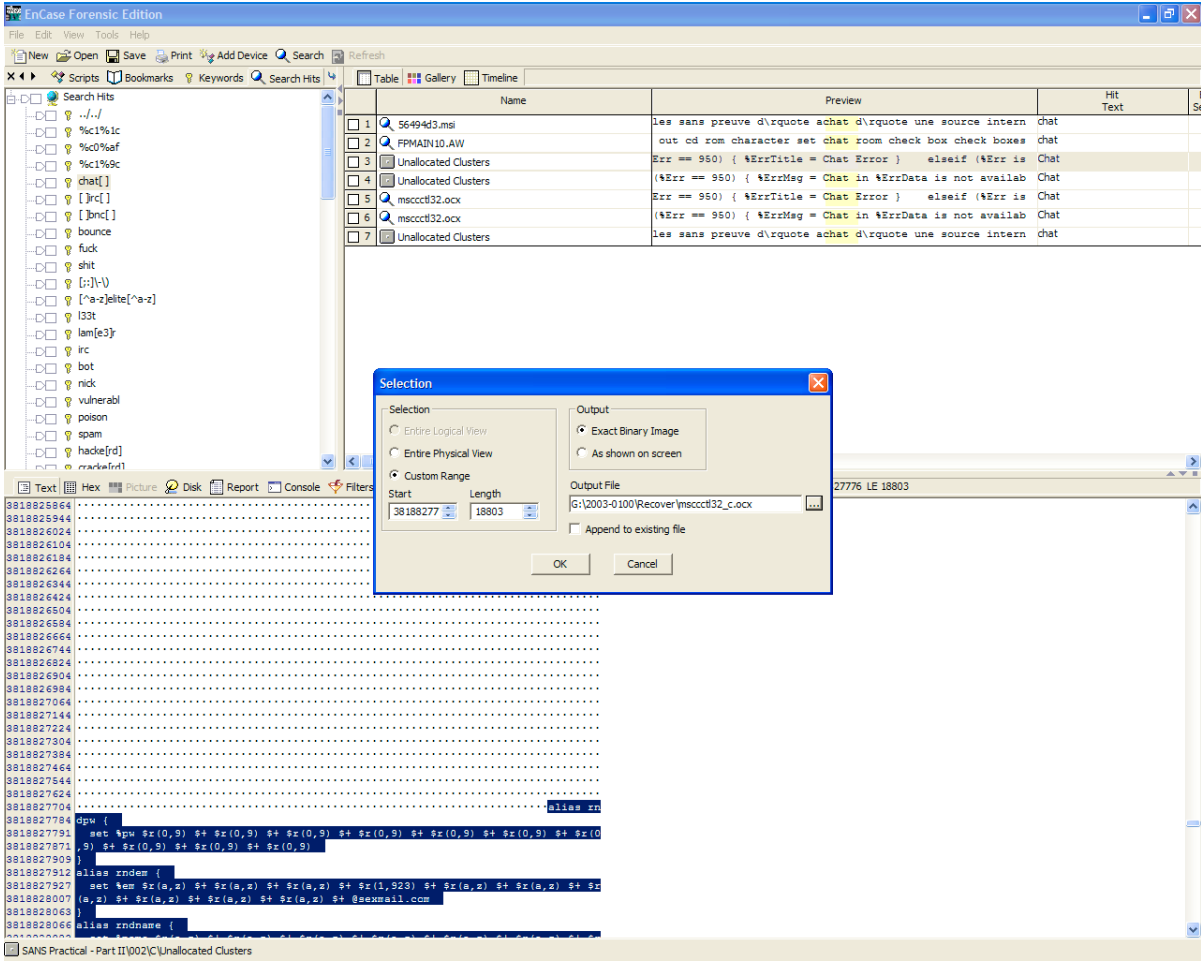 EnCase Forensic Edition
File Edit View Tools Help
New Open Save Print Add Device Search Refresh
Scripts Bookmarks Keywords Search Hits
Table Gallery Timeline
Search Hits
../../
%c1%1c
%c0%af
%c1%9c
chat[ ]
[ ]irc[ ]
[ ]bnc[ ]
bounce
fuck
shit
[;:]\-\)
[^a-z]elite[^a-z]
l33t
lam[e3]r
irc
bot
nick
vulnerabl
poison
spam
hacke[rd]
cracke[rd]
Name Preview Hit Text
1 56494d3.msi les sans preuve d\rquote achat d\rquote une source intern chat
2 FPMAIN10.AW out cd rom character set chat room check box check boxes chat
3 Unallocated Clusters Err == 950) { %ErrTitle = Chat Error } elseif (%Err is Chat
4 Unallocated Clusters (%Err == 950) { %ErrMsg = Chat in %ErrData is not availab Chat
5 msccctl32.ocx Err == 950) { %ErrTitle = Chat Error } elseif (%Err is Chat
6 msccctl32.ocx (%Err == 950) { %ErrMsg = Chat in %ErrData is not availab Chat
7 Unallocated Clusters les sans preuve d\rquote achat d\rquote une source intern chat
Selection
Selection
Entire Logical View
Entire Physical View
Custom Range
Start Length
38188277 18803
Output
Exact Binary Image
As shown on screen
Output File
G:\2003-0100\Recover\msccctl32_c.ocx
...
Append to existing file
OK Cancel
Text Hex Picture Disk Report Console Filters
27776 LE 18803
3818825864
3818825944
3818826024
3818826104
3818826184
3818826264
3818826344
3818826424
3818826504
3818826584
3818826664
3818826744
3818826824
3818826904
3818826984
3818827064
3818827144
3818827224
3818827304
3818827384
3818827464
3818827544
3818827624
3818827704 alias rn
3818827784 dpw {
3818827791 set %pw $r(0,9) $+ $r(0,9) $+ $r(0,9) $+ $r(0,9) $+ $r(0,9) $+ $r(0,9) $+ $r(0
3818827871 ,9) $+ $r(0,9) $+ $r(0,9) $+ $r(0,9)
3818827909 }
3818827912 alias rndem {
3818827927 set %em $r(a,z) $+ $r(a,z) $+ $r(a,z) $+ $r(1,923) $+ $r(a,z) $+ $r(a,z) $+ $r
3818828007 (a,z) $+ $r(a,z) $+ $r(a,z) $+ $r(a,z) $+ @sexmail.com
3818828063 }
3818828066 alias rndname {
SANS Practical - Part II\002\C\Unallocated Clusters